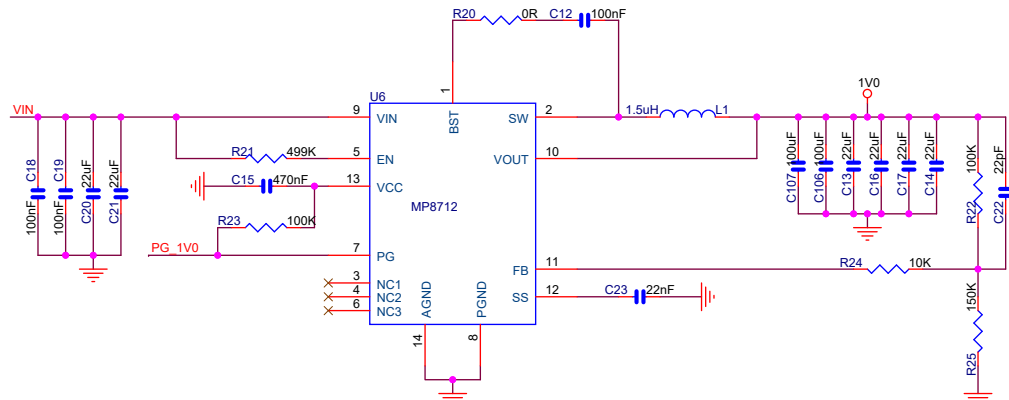 R20 0R C12 100nF
1V0
U6
VIN 9 VIN 1 BST SW 2 1.5uH L1
R21 499K 5 EN VOUT 10
C15 470nF 13 VCC
MP8712
R23 100K
PG_1V0 7 PG FB 11 R24 10K
3 NC1
4 NC2
6 NC3
SS 12 C23 22nF
AGND PGND
14 8
C18 100nF
C19 100nF
22uF C20
22uF C21
100uF C107
100uF C106
22uF C13
22uF C16
22uF C17
22uF C14
100K R22
22pF C22
150K R25